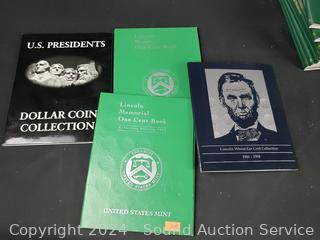 U.S. PRESIDENTS
DOLLAR COIN
COLLECTION
Lincoln
Memorial
One Cent Book
Lincoln
Memorial
One Cent Book
UNITED STATES MINT
Lincoln Wheat-Ear Cent Collection
Copyright © 2024 - Sound Auction Service